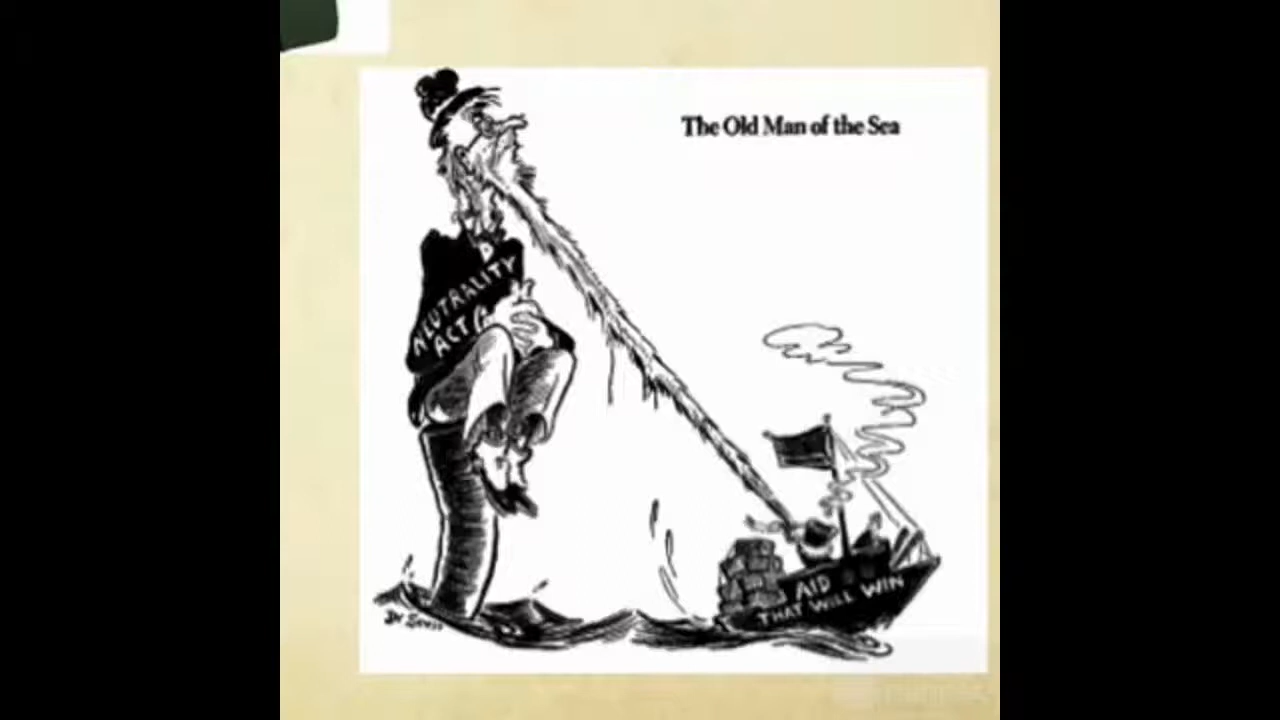 The Old Man of the Sea
NEUTRALITY
ACT
AID
THAT WILL WIN
Dr Seuss